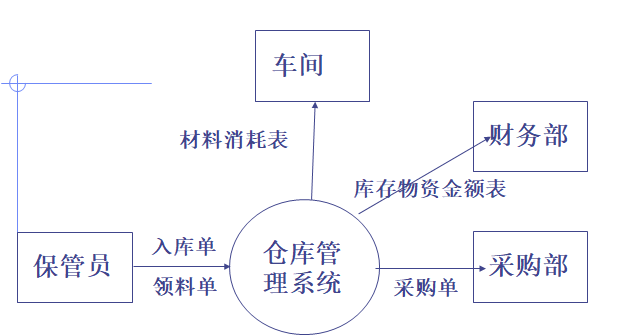 车间
材料消耗表
财务部
库存物资金额表
入库单
保管员
领料单
仓库管
理系统
采购单
采购部